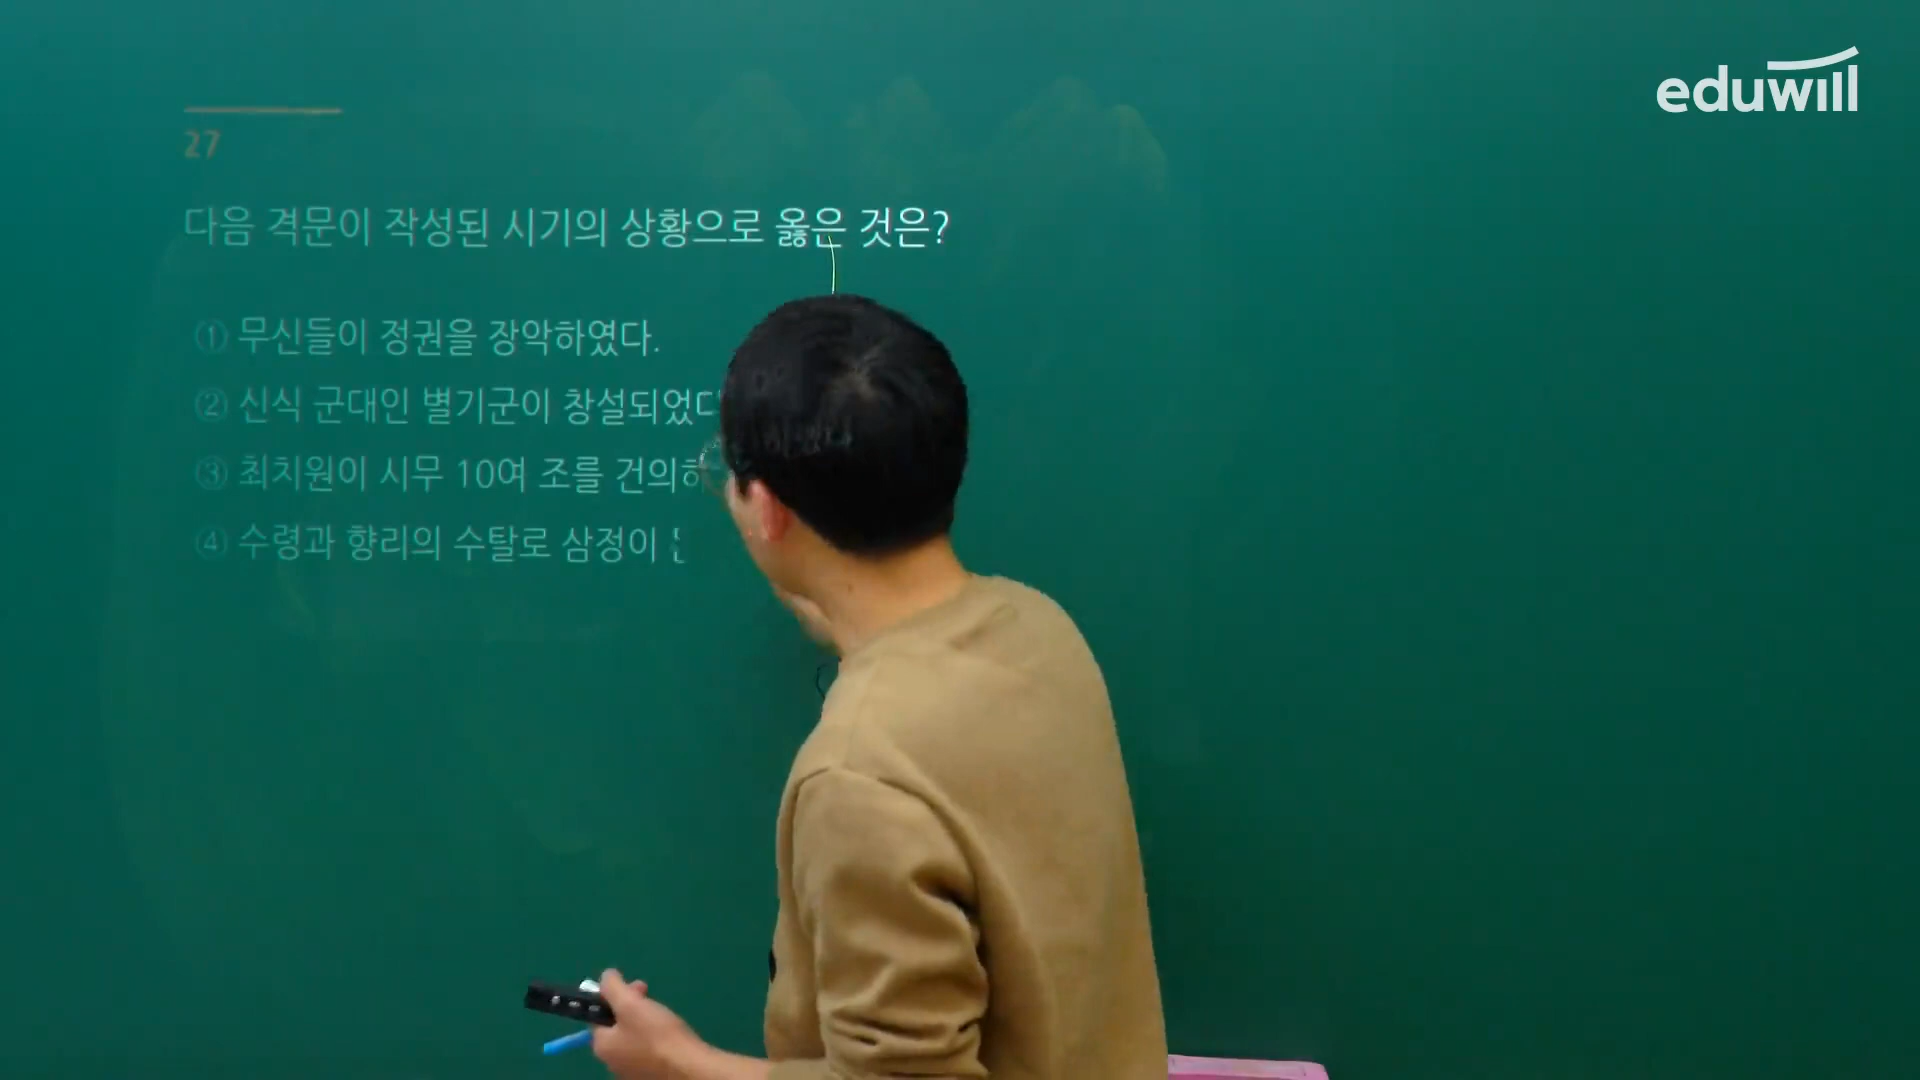 eduwill
27
다음 격문이 작성된 시기의 상황으로 옳은 것은?
① 무신들이 정권을 장악하였다.
② 신식 군대인 별기군이 창설되었
③ 최치원이 시무 10여 조를 건의
④ 수령과 향리의 수탈로 삼정이